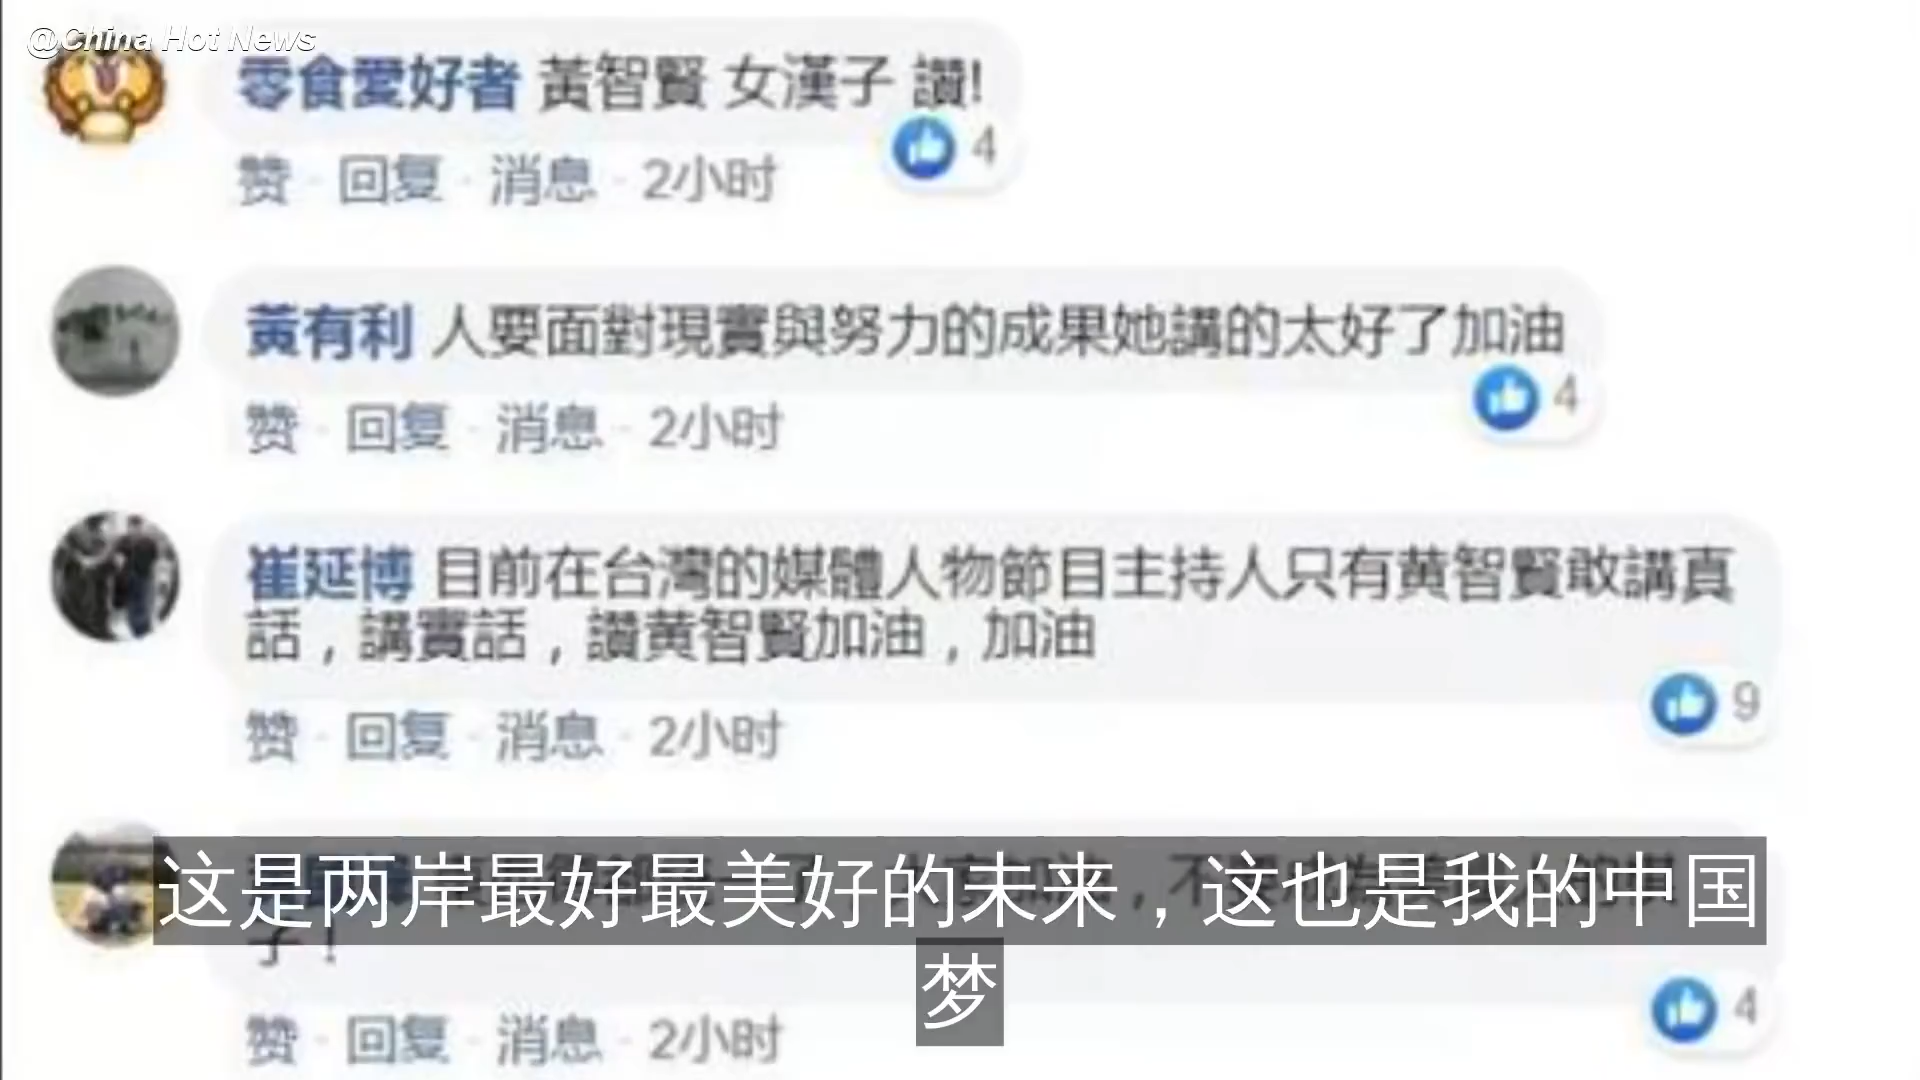 @China Hot News
零食愛好者 黃智賢 女漢子 讚!
4
赞 · 回复 · 消息 · 2小时
黃有利 人要面對現實與努力的成果她講的太好了加油
4
赞 · 回复 · 消息 · 2小时
崔延博 目前在台灣的媒體人物節目主持人只有黄智賢敢講真
話，講實話，讚黄智賢加油，加油
9
赞 · 回复 · 消息 · 2小时
这是两岸最好最美好的未来，这也是我的中国
梦
子！
4
赞 · 回复 · 消息 · 2小时